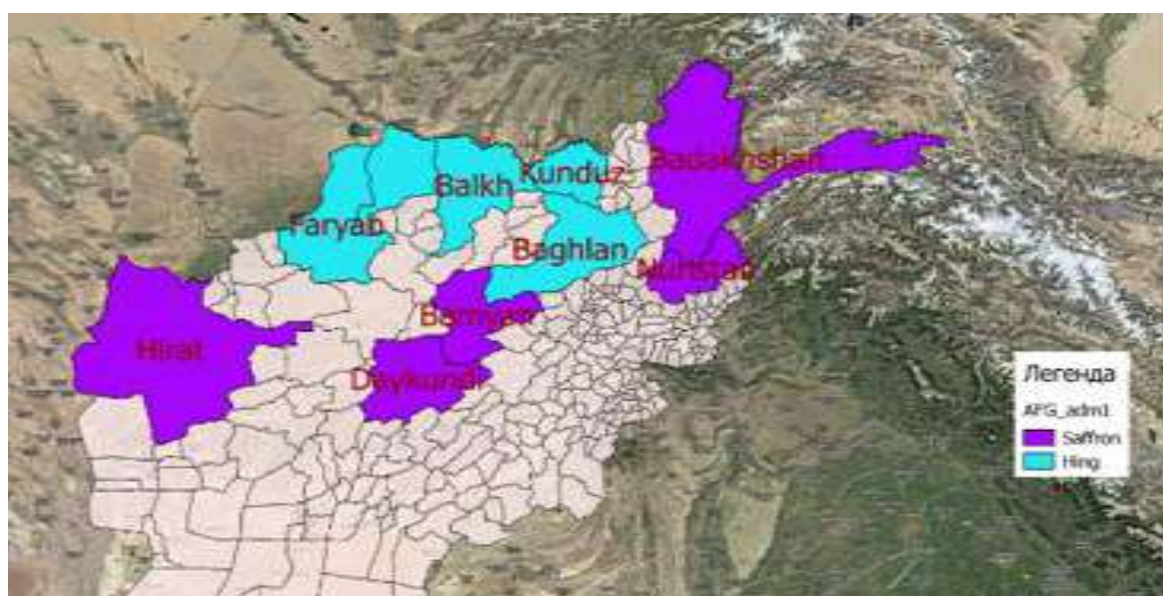 Badakhshan
Kunduz
Balkh
Faryab
Baghlan
Nuristan
Bamyan
Hirat
Daykundi
Легенда
AFG_adm1
Saffron
Hing